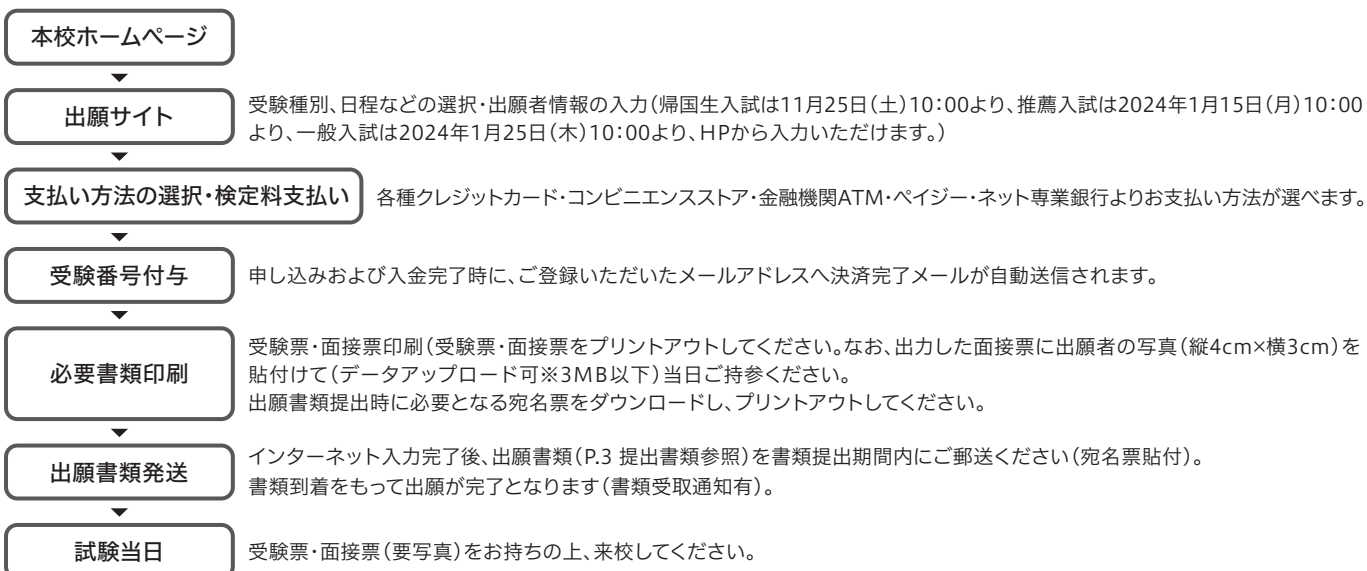 本校ホームページ
出願サイト
受験種別、日程などの選択・出願者情報の入力(帰国生入試は11月25日(土)10:00より、推薦入試は2024年1月15日(月)10:00
より、一般入試は2024年1月25日(木)10:00より、HPから入力いただけます。)
支払い方法の選択・検定料支払い
各種クレジットカード・コンビニエンスストア・金融機関ATM・ペイジー・ネット専業銀行よりお支払い方法が選べます。
受験番号付与
申し込みおよび入金完了時に、ご登録いただいたメールアドレスへ決済完了メールが自動送信されます。
必要書類印刷
受験票・面接票印刷(受験票・面接票をプリントアウトしてください。なお、出力した面接票に出願者の写真(縦4cm×横3cm)を
貼付けて(データアップロード可※3MB以下)当日ご持参ください。
出願書類提出時に必要となる宛名票をダウンロードし、プリントアウトしてください。
出願書類発送
インターネット入力完了後、出願書類(P.3 提出書類参照)を書類提出期間内にご郵送ください(宛名票貼付)。
書類到着をもって出願が完了となります(書類受取通知有)。
試験当日
受験票・面接票(要写真)をお持ちの上、来校してください。